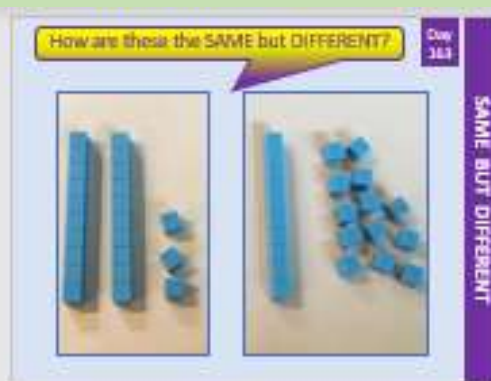 How are these the SAME but DIFFERENT?
Day
163
SAME BUT DIFFERENT